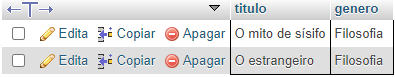 titulo genero
Edita Copiar Apagar O mito de sísifo Filosofia
Edita Copiar Apagar O estrangeiro Filosofia